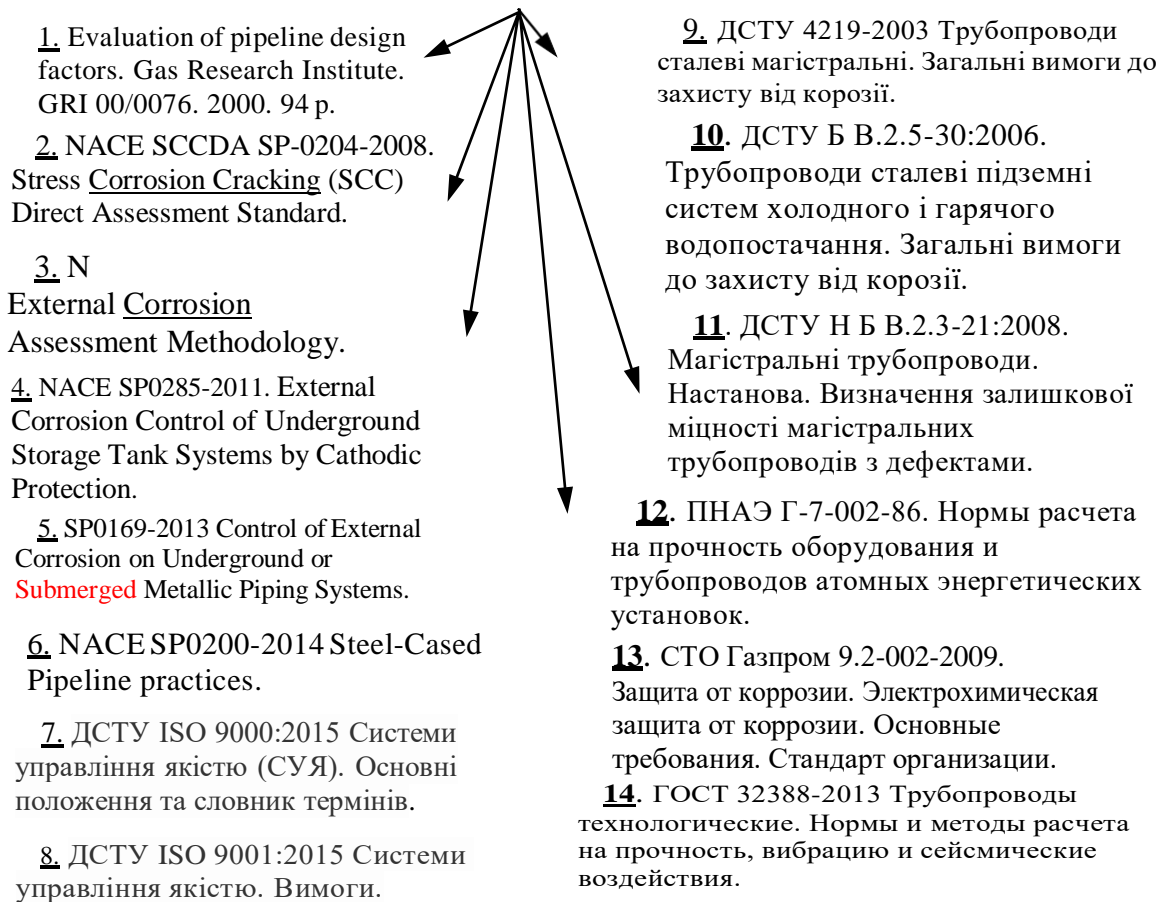 1. Evaluation of pipeline design
factors. Gas Research Institute.
GRI 00/0076. 2000. 94 p.
2. NACE SCCDA SP-0204-2008.
Stress Corrosion Cracking (SCC)
Direct Assessment Standard.
3. N
External Corrosion
Assessment Methodology.
4. NACE SP0285-2011. External
Corrosion Control of Underground
Storage Tank Systems by Cathodic
Protection.
5. SP0169-2013 Control of External
Corrosion on Underground or
Submerged Metallic Piping Systems.
6. NACE SP0200-2014 Steel-Cased
Pipeline practices.
7. ДСТУ ISO 9000:2015 Системи
управління якістю (СУЯ). Основні
положення та словник термінів.
8. ДСТУ ISO 9001:2015 Системи
управління якістю. Вимоги.
9. ДСТУ 4219-2003 Трубопроводи
сталеві магістральні. Загальні вимоги до
захисту від корозії.
10. ДСТУ Б В.2.5-30:2006.
Трубопроводи сталеві підземні
систем холодного і гарячого
водопостачання. Загальні вимоги
до захисту від корозії.
11. ДСТУ Н Б В.2.3-21:2008.
Магістральні трубопроводи.
Настанова. Визначення залишкової
міцності магістральних
трубопроводів з дефектами.
12. ПНАЭ Г-7-002-86. Нормы расчета
на прочность оборудования и
трубопроводов атомных энергетических
установок.
13. СТО Газпром 9.2-002-2009.
Защита от коррозии. Электрохимическая
защита от коррозии. Основные
требования. Стандарт организации.
14. ГОСТ 32388-2013 Трубопроводы
технологические. Нормы и методы расчета
на прочность, вибрацию и сейсмические
воздействия.